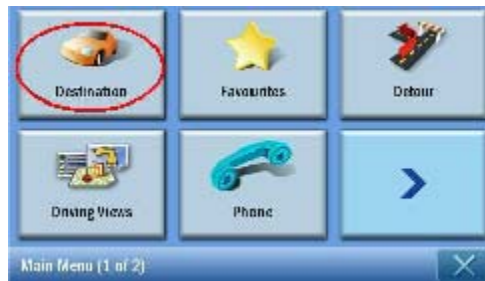 Destination
Favourites
Detour
Driving Views
Phone
Main Menu (1 of 2)